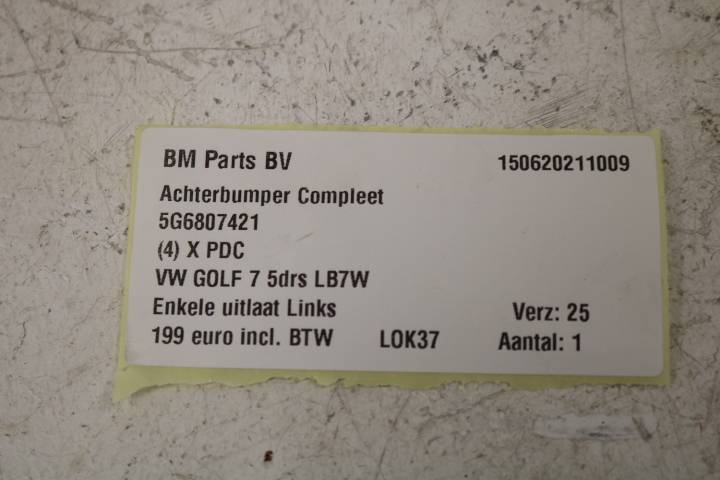 BM Parts BV 150620211009
Achterbumper Compleet
5G6807421
(4) X PDC
VW GOLF 7 5drs LB7W
Enkele uitlaat Links Verz: 25
199 euro incl. BTW LOK37 Aantal: 1